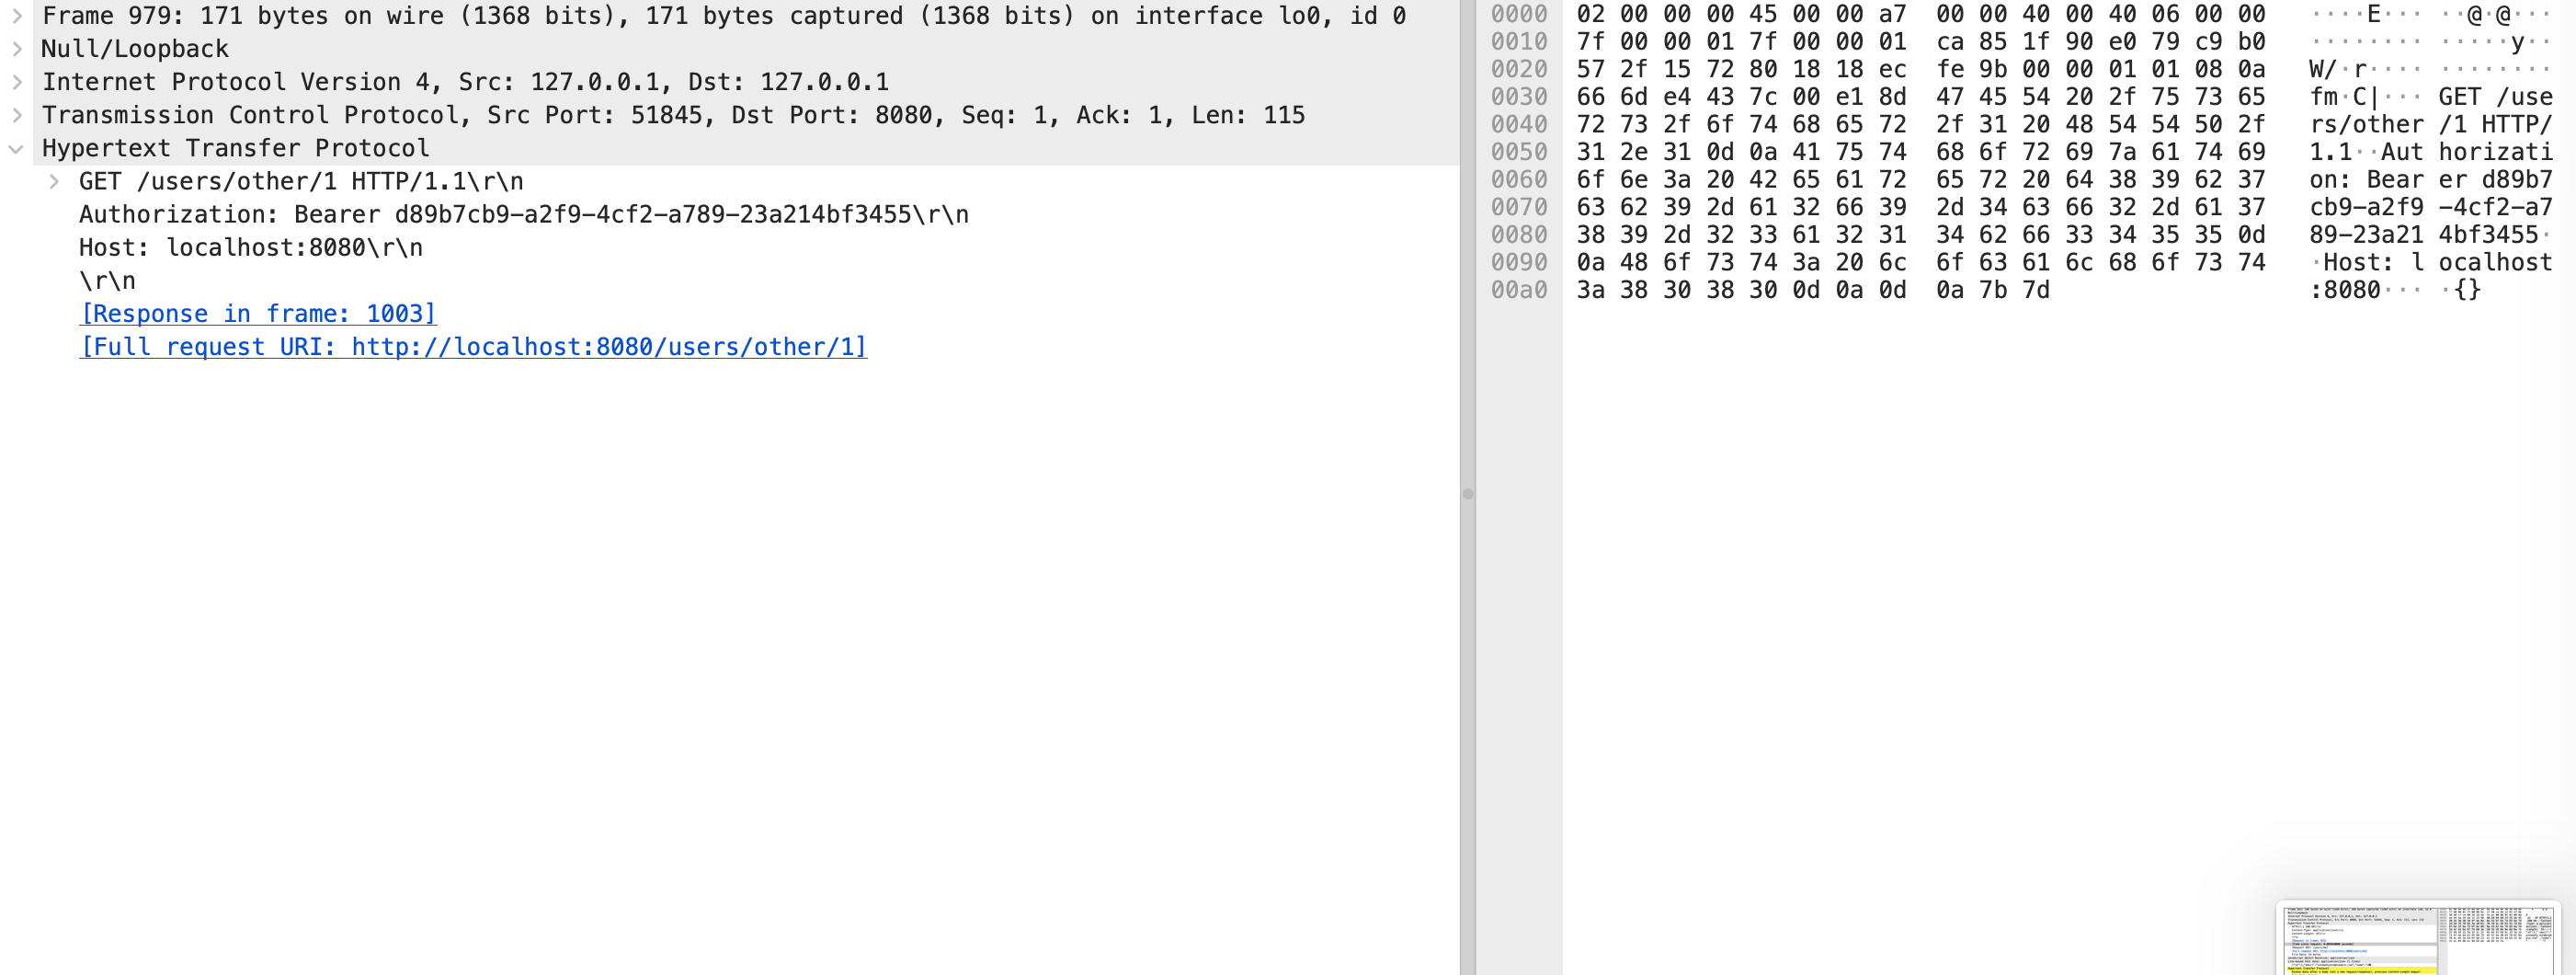 Frame 979: 171 bytes on wire (1368 bits), 171 bytes captured (1368 bits) on interface lo0, id 0
Null/Loopback
Internet Protocol Version 4, Src: 127.0.0.1, Dst: 127.0.0.1
Transmission Control Protocol, Src Port: 51845, Dst Port: 8080, Seq: 1, Ack: 1, Len: 115
Hypertext Transfer Protocol
GET /users/other/1 HTTP/1.1\r\n
Authorization: Bearer d89b7cb9-a2f9-4cf2-a789-23a214bf3455\r\n
Host: localhost:8080\r\n
\r\n
[Response in frame: 1003]
[Full request URI: http://localhost:8080/users/other/1]
0000 02 00 00 00 45 00 00 a7 00 00 40 00 40 06 00 00 ····E··· ··@·@···
0010 7f 00 00 01 7f 00 00 01 ca 85 1f 90 e0 79 c9 b0 ········ ·····y··
0020 57 2f 15 72 80 18 18 ec fe 9b 00 00 01 01 08 0a W/·r···· ········
0030 66 6d e4 43 7c 00 e1 8d 47 45 54 20 2f 75 73 65 fm·C|··· GET /use
0040 72 73 2f 6f 74 68 65 72 2f 31 20 48 54 54 50 2f rs/other /1 HTTP/
0050 31 2e 31 0d 0a 41 75 74 68 6f 72 69 7a 61 74 69 1.1··Aut horizati
0060 6f 6e 3a 20 42 65 61 72 65 72 20 64 38 39 62 37 on: Bear er d89b7
0070 63 62 39 2d 61 32 66 39 2d 34 63 66 32 2d 61 37 cb9-a2f9 -4cf2-a7
0080 38 39 2d 32 33 61 32 31 34 62 66 33 34 35 35 0d 89-23a21 4bf3455·
0090 0a 48 6f 73 74 3a 20 6c 6f 63 61 6c 68 6f 73 74 ·Host: l ocalhost
00a0 3a 38 30 38 30 0d 0a 0d 0a 7b 7d :8080··· ·{}